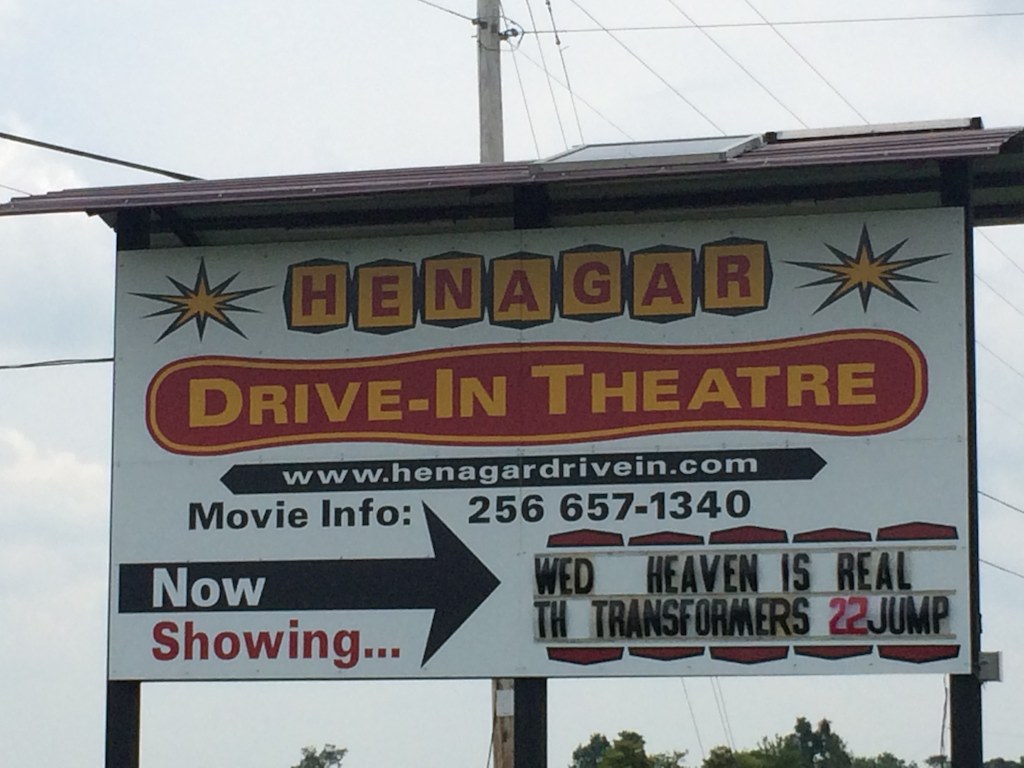 HENAGAR
DRIVE-IN THEATRE
www.henagardrivein.com
Movie Info: 256 657-1340
Now
Showing...
WED HEAVEN IS REAL
TH TRANSFORMERS 22JUMP